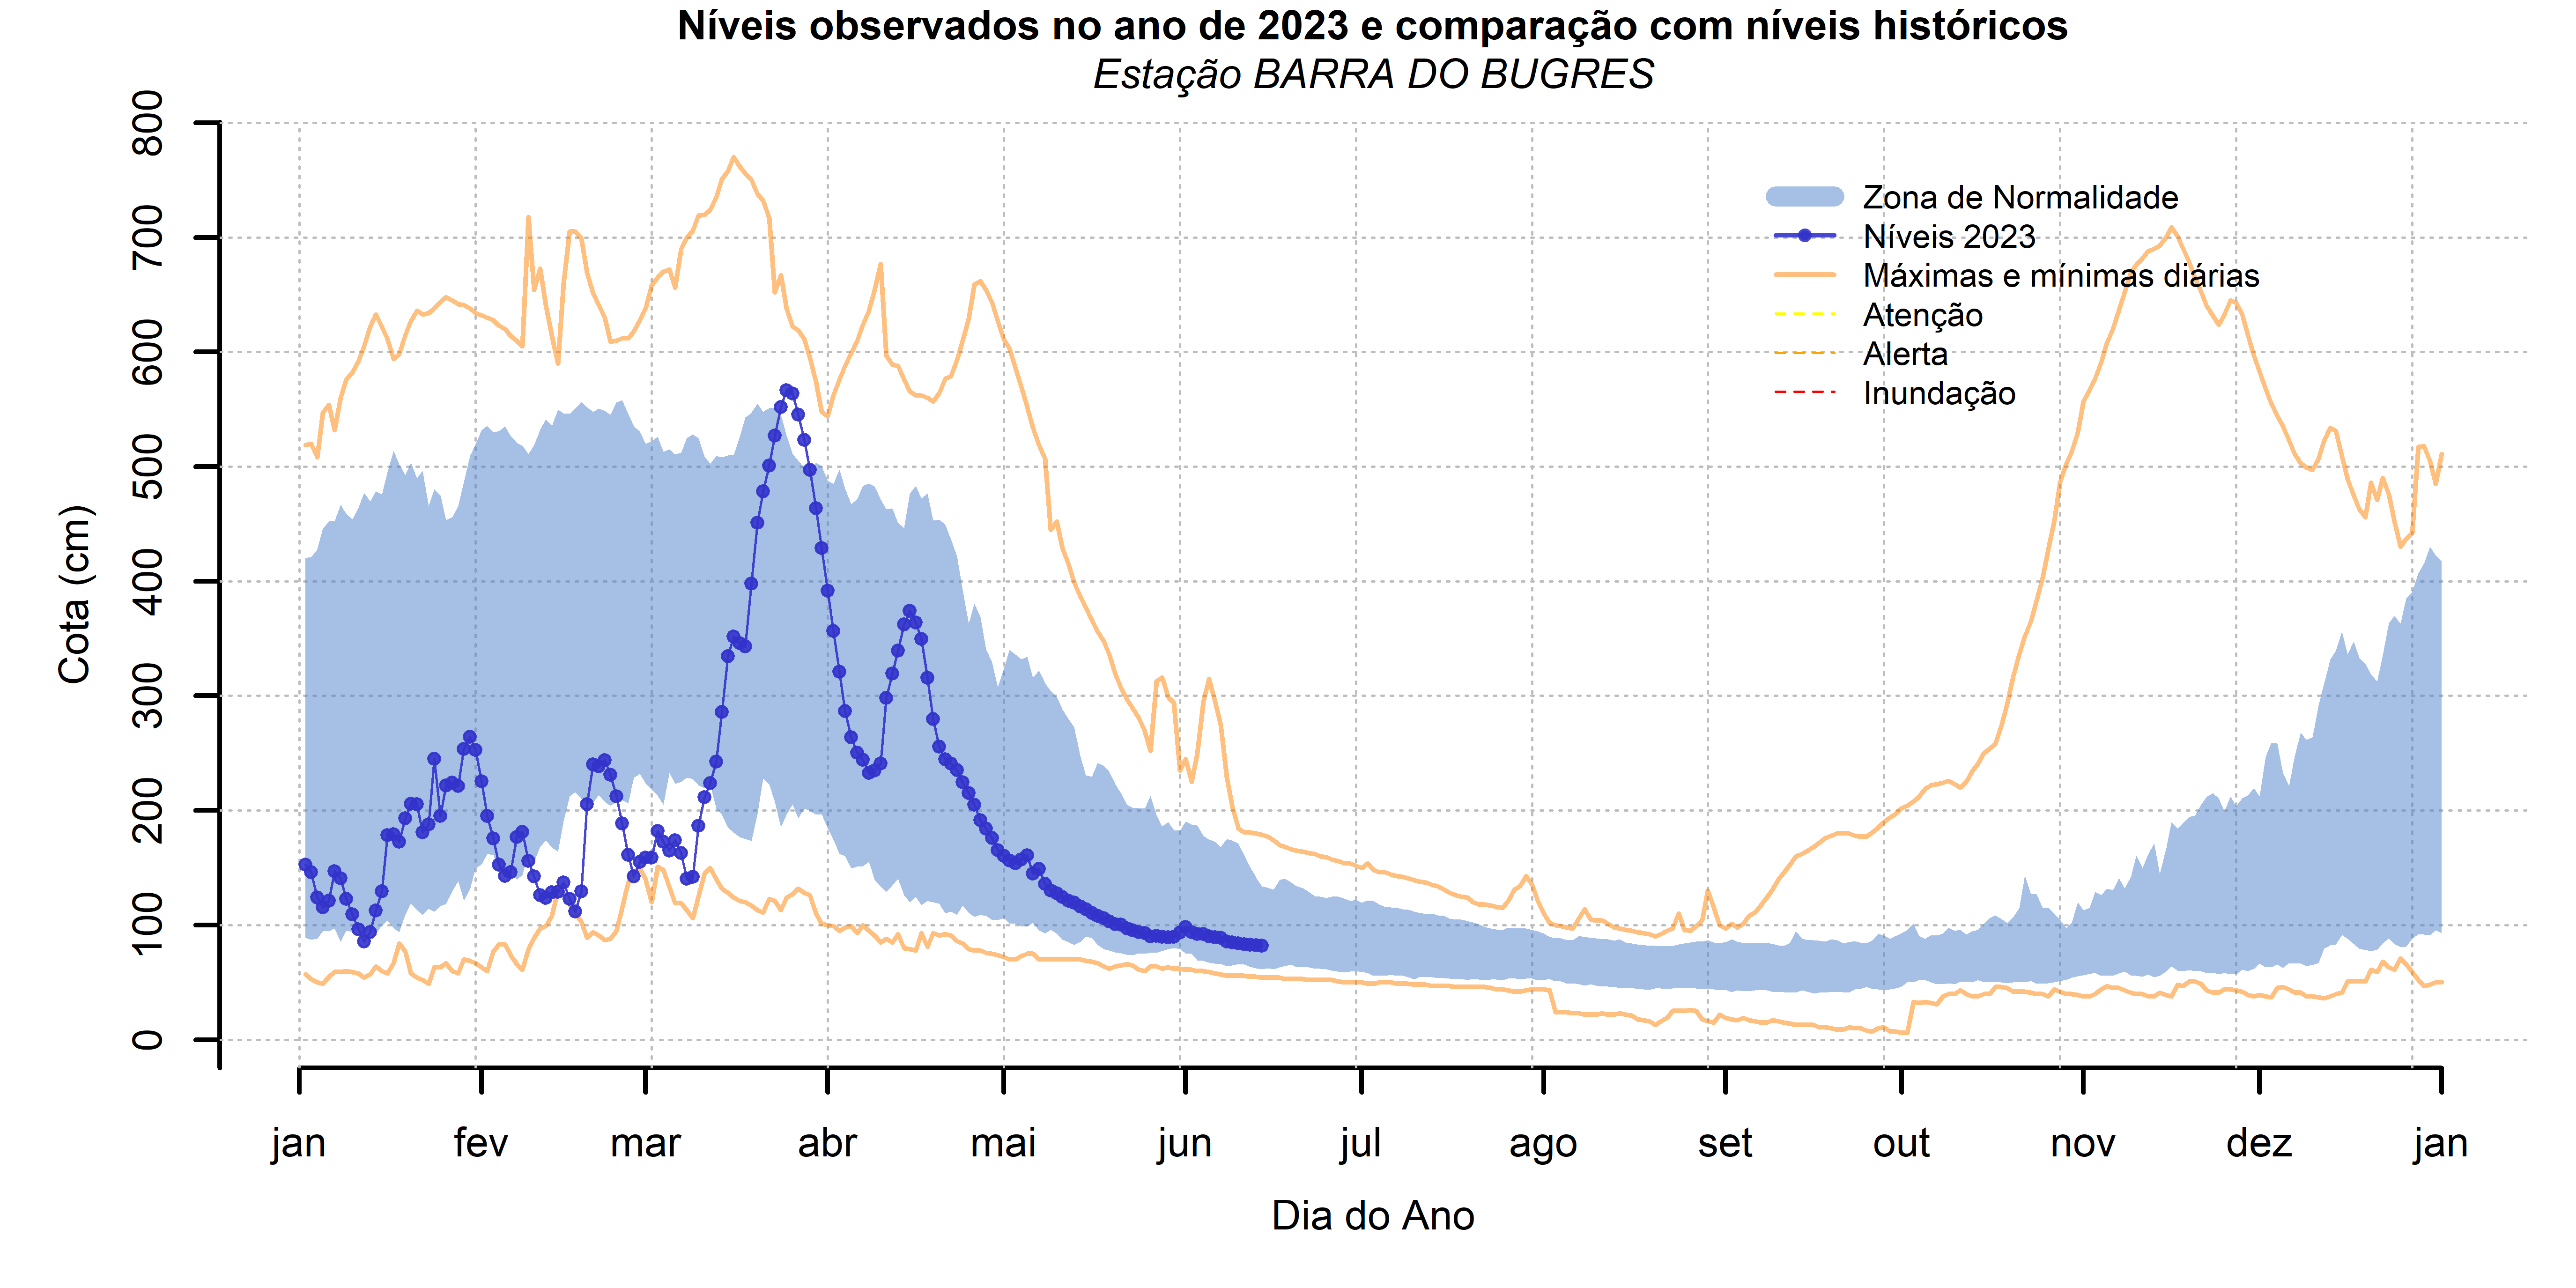 Níveis observados no ano de 2023 e comparação com níveis históricos
Estação BARRA DO BUGRES
800
700
600
500
400
300
200
100
0
Cota (cm)
Zona de Normalidade
Níveis 2023
Máximas e mínimas diárias
Atenção
Alerta
Inundação
jan fev mar abr mai jun jul ago set out nov dez jan
Dia do Ano